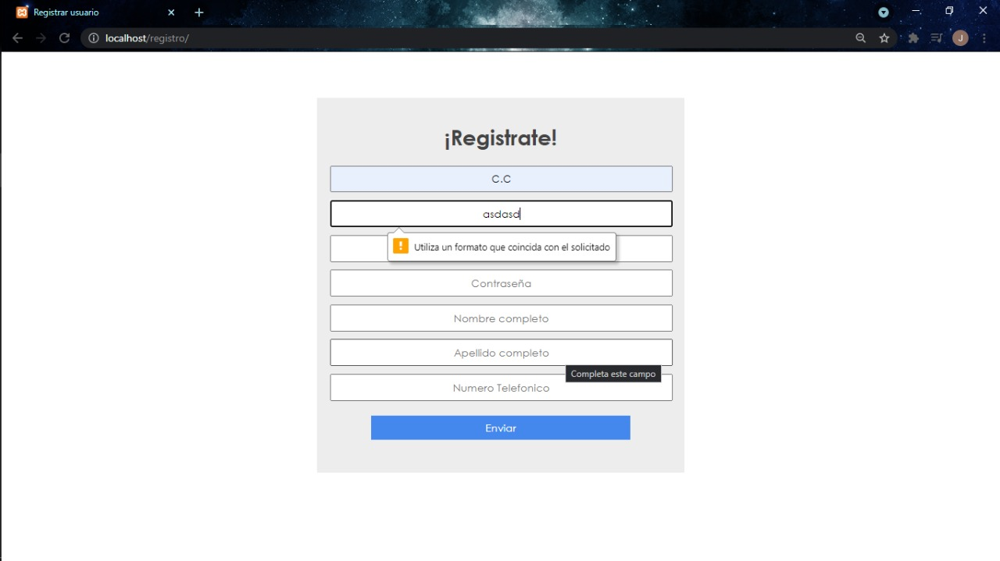 Registrar usuario
localhost/registro/
J
¡Registrate!
C.C
asdasd
Utiliza un formato que coincida con el solicitado
Contraseña
Nombre completo
Apellido completo
Completa este campo
Numero Telefonico
Enviar